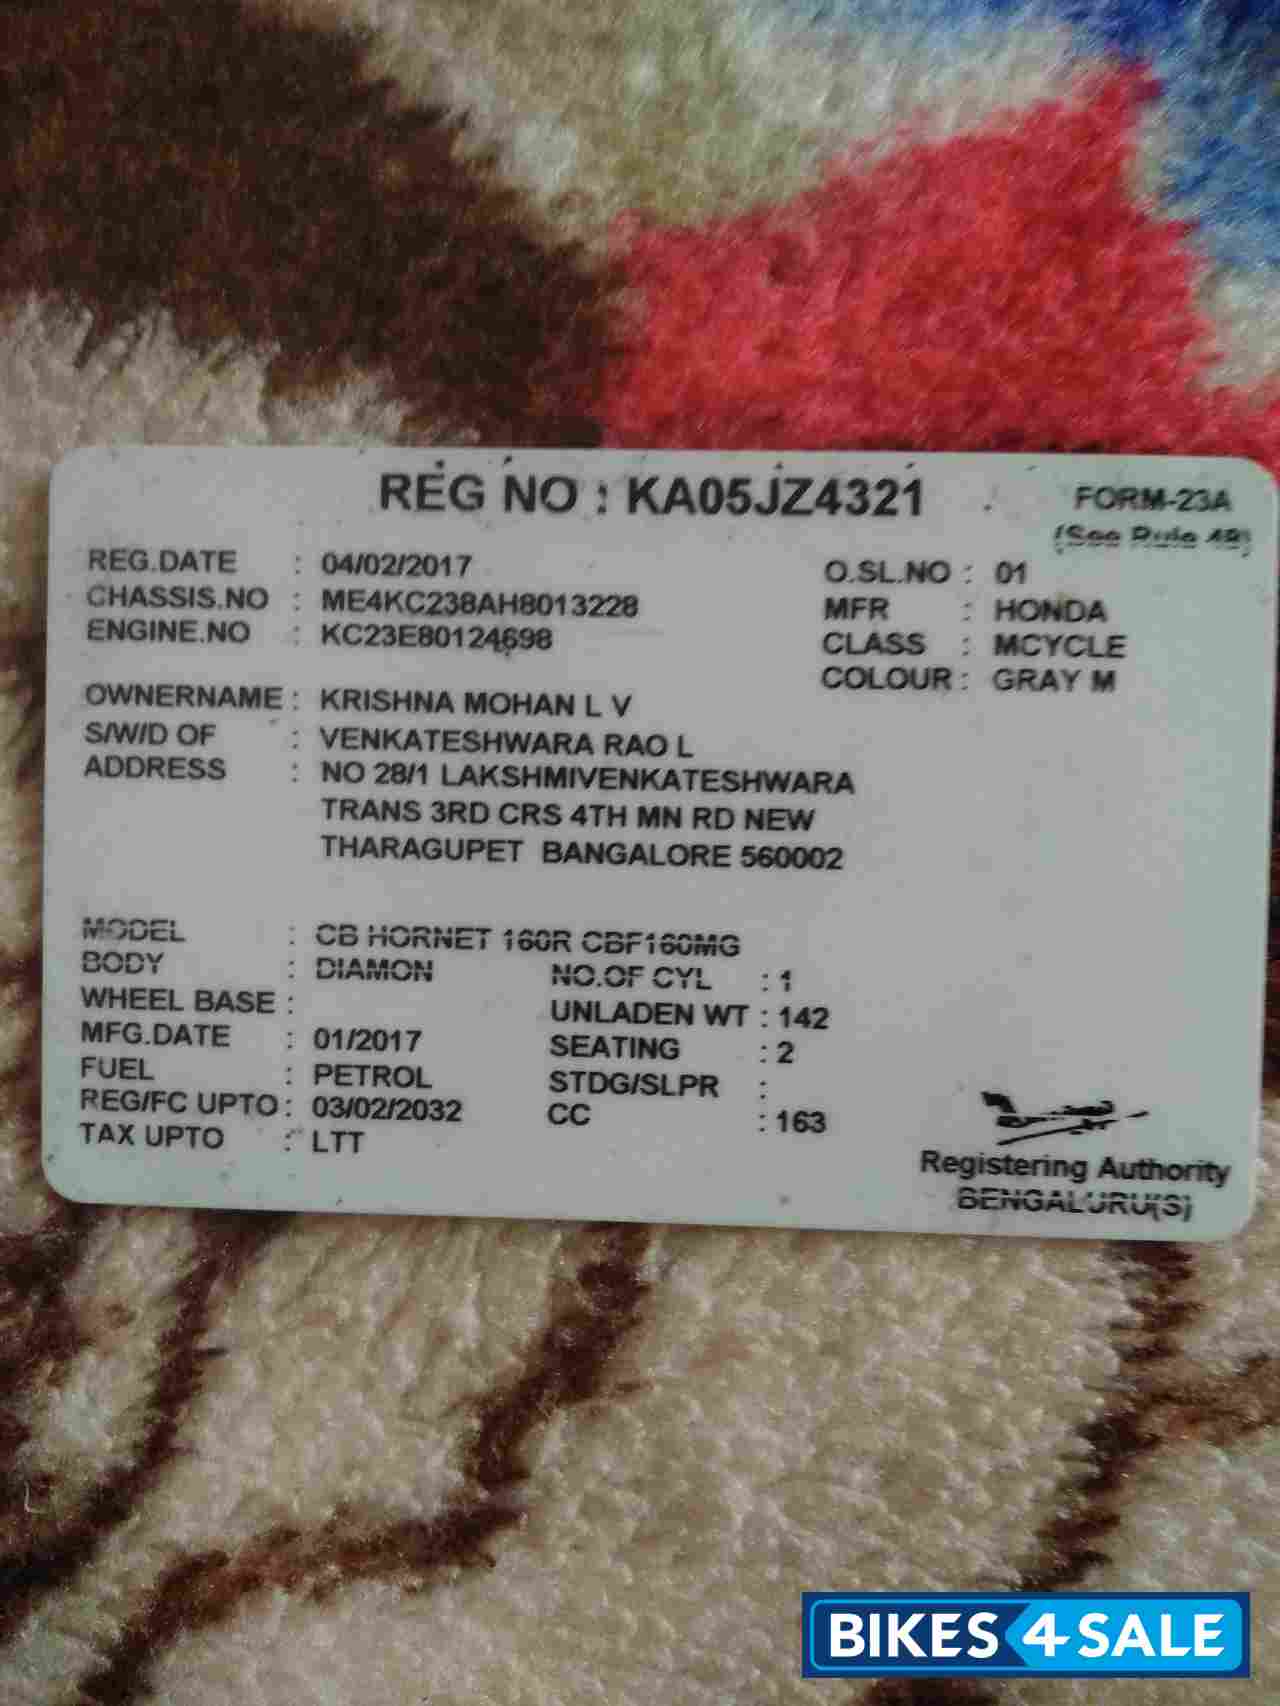 REG NO : KA05JZ4321
FORM-23A
(See Rule 48)
REG.DATE : 04/02/2017
O.SL.NO : 01
CHASSIS.NO : ME4KC238AH8013228
MFR : HONDA
ENGINE.NO : KC23E80124698
CLASS : MCYCLE
COLOUR : GRAY M
OWNERNAME : KRISHNA MOHAN L V
S/W/D OF : VENKATESHWARA RAO L
ADDRESS : NO 28/1 LAKSHMIVENKATESHWARA
TRANS 3RD CRS 4TH MN RD NEW
THARAGUPET BANGALORE 560002
MODEL : CB HORNET 160R CBF160MG
BODY : DIAMON NO.OF CYL : 1
WHEEL BASE : UNLADEN WT : 142
MFG.DATE : 01/2017 SEATING : 2
FUEL : PETROL STDG/SLPR :
REG/FC UPTO : 03/02/2032 CC : 163
TAX UPTO : LTT
Registering Authority
BENGALURU(S)
BIKES4SALE